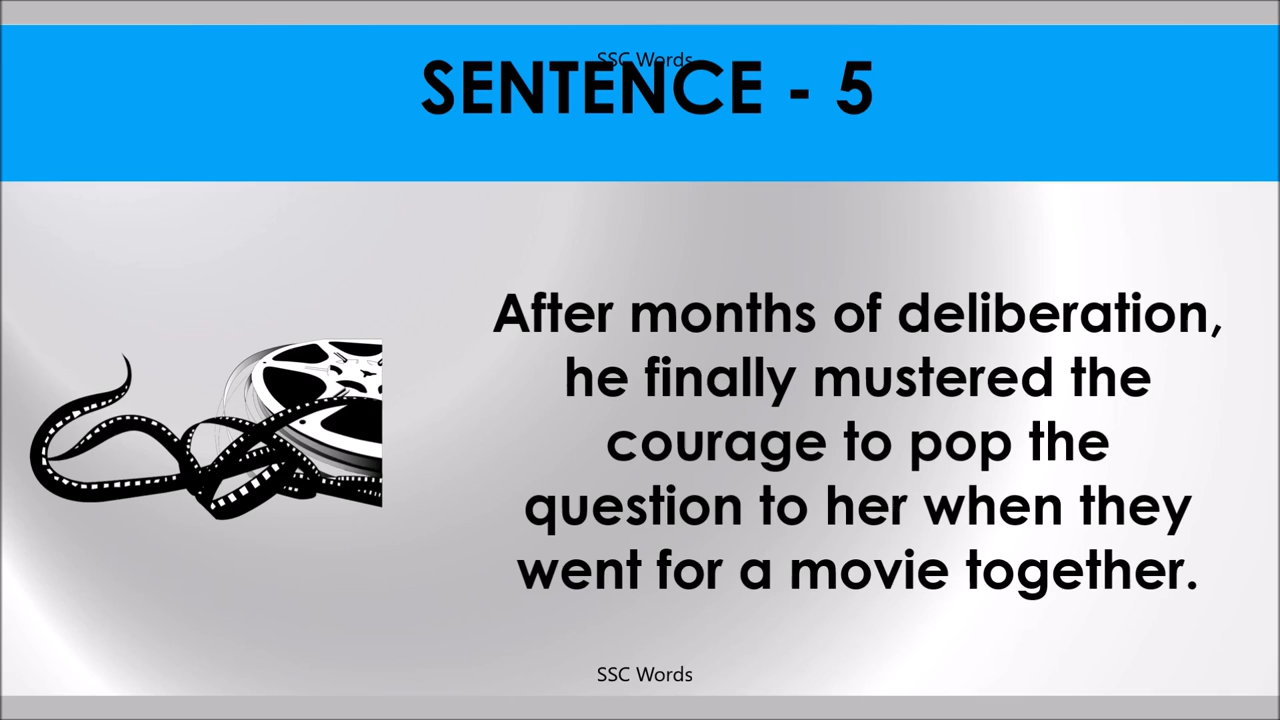 SSC Words
SENTENCE - 5
After months of deliberation,
he finally mustered the
courage to pop the
question to her when they
went for a movie together.
SSC Words